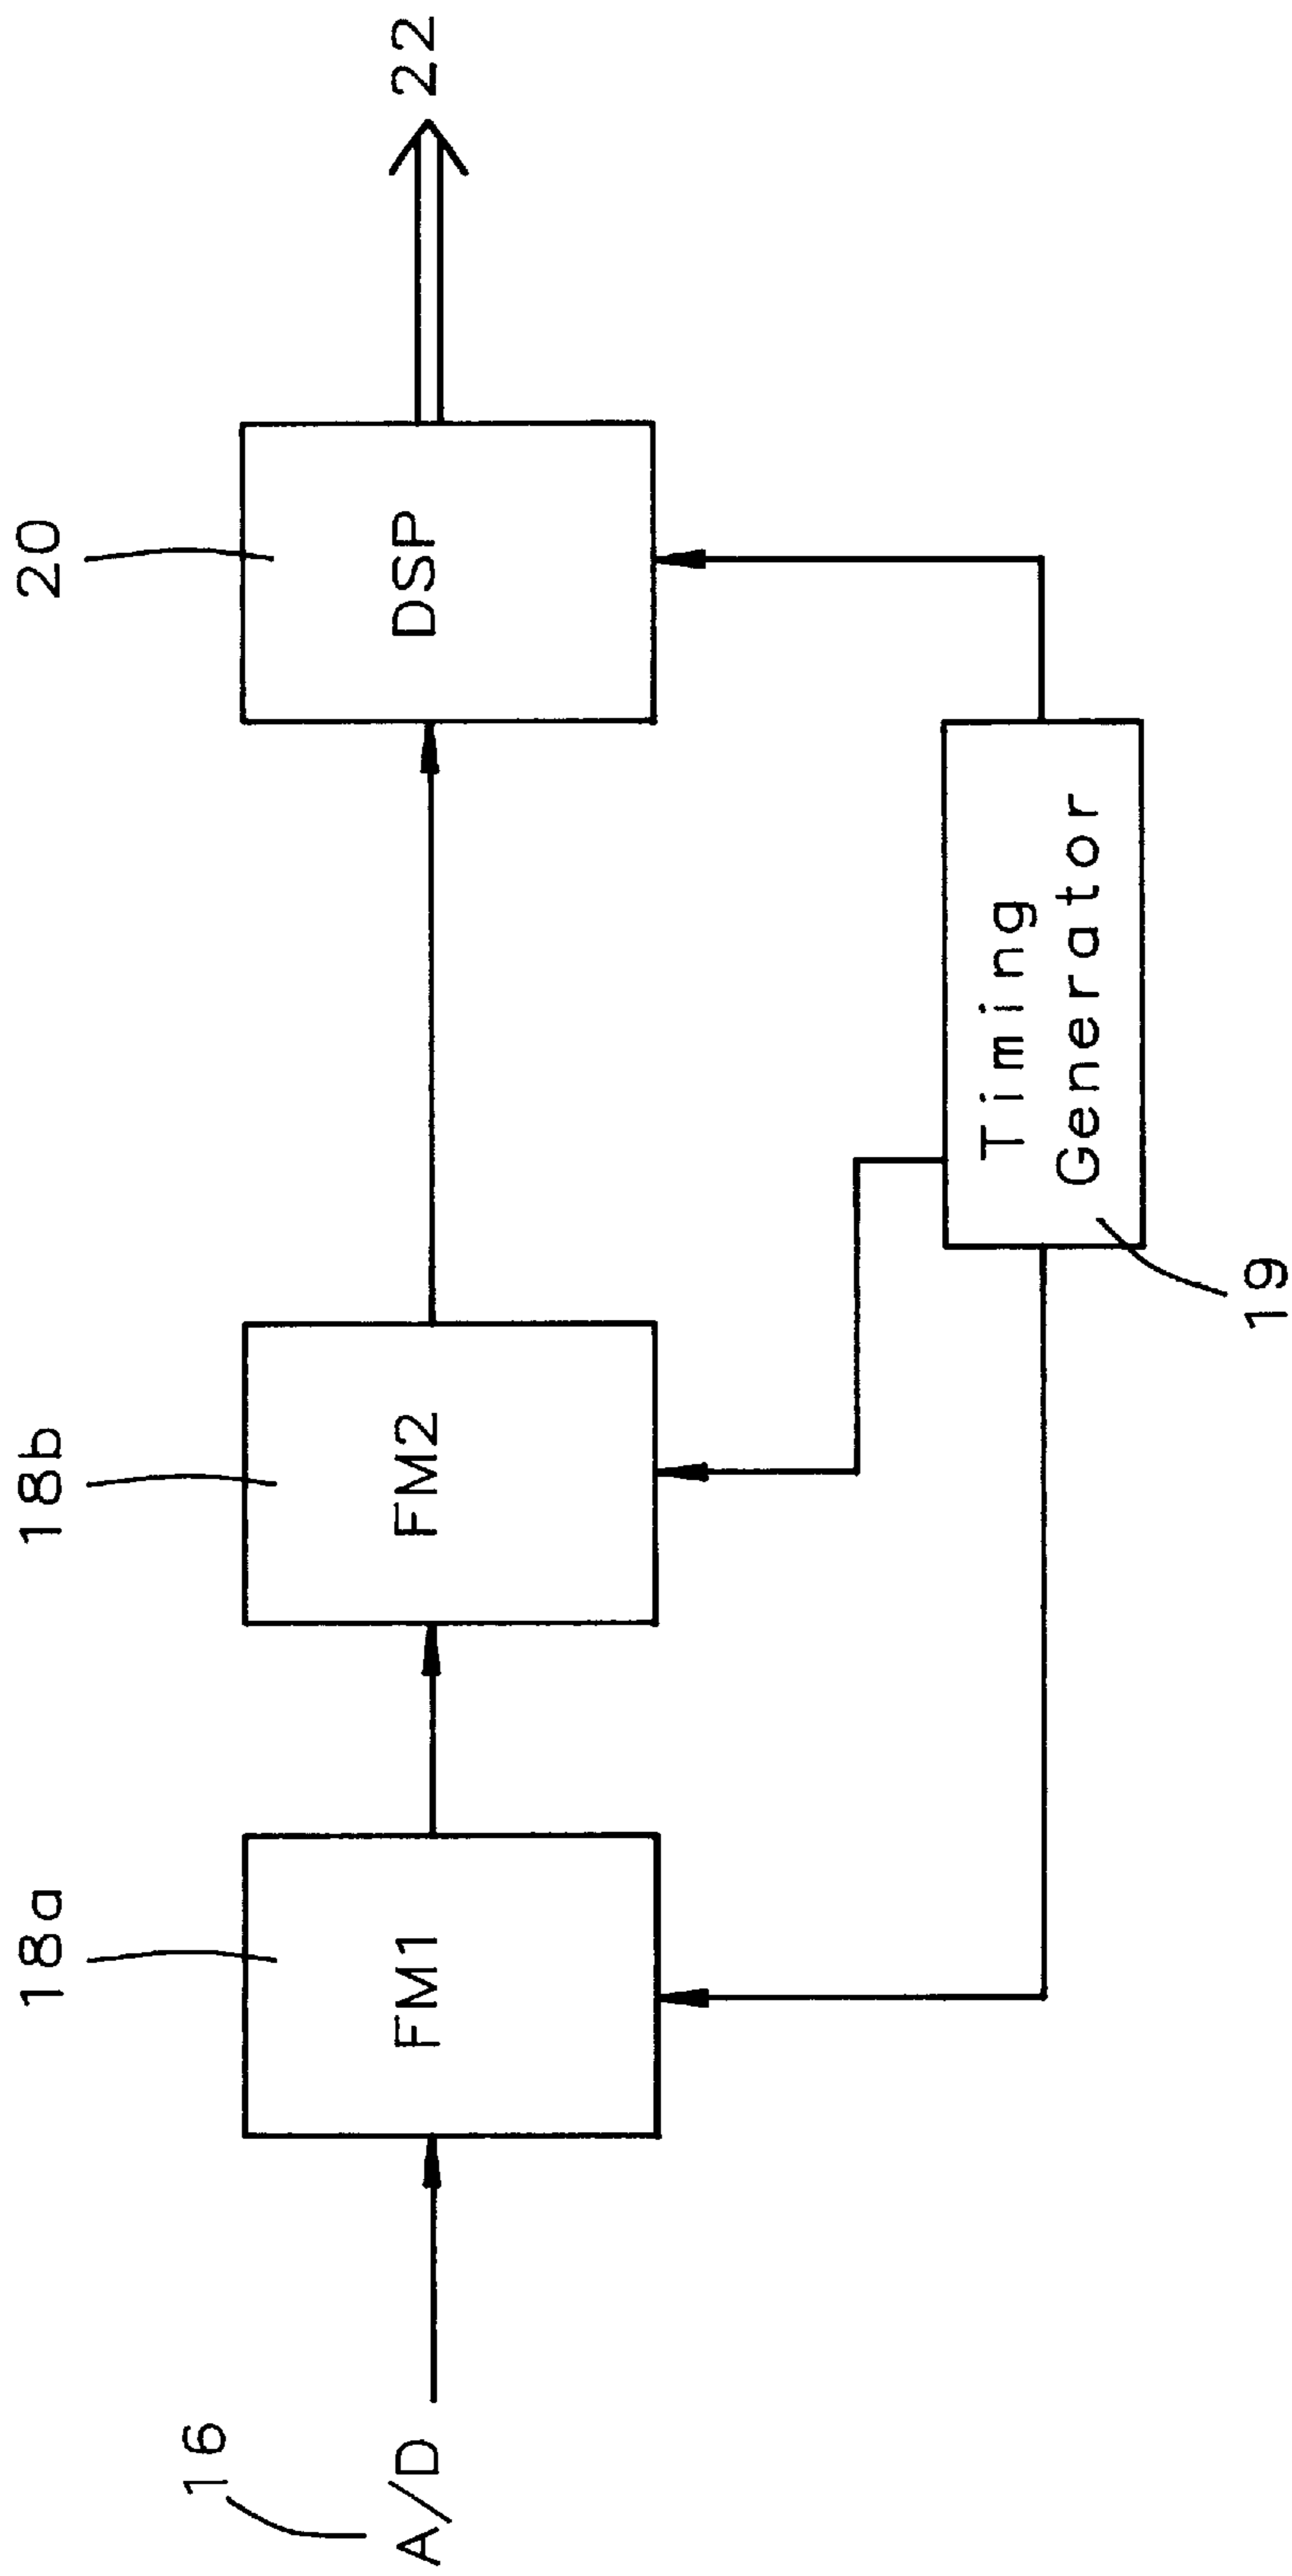 18a
18b
20
16
A/D
FM1
FM2
DSP
22
Timing
Generator
19